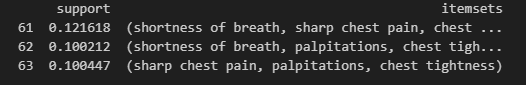 support itemsets
61 0.121618 (shortness of breath, sharp chest pain, chest ...
62 0.100212 (shortness of breath, palpitations, chest tigh...
63 0.100447 (sharp chest pain, palpitations, chest tightness)